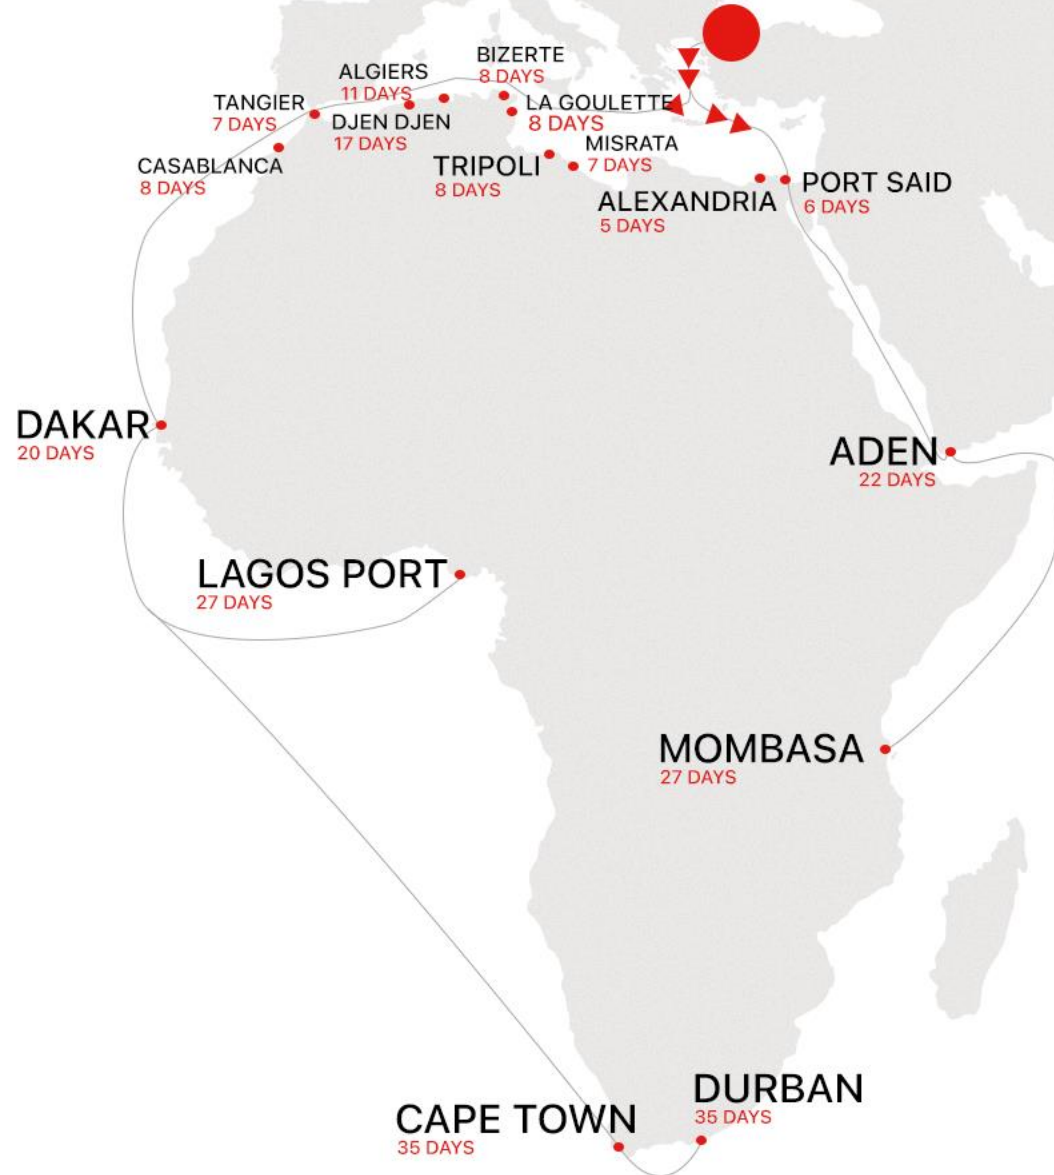 BIZERTE
8 DAYS
ALGIERS
11 DAYS
TANGIER
7 DAYS
LA GOULETTE
8 DAYS
DJEN DJEN
17 DAYS
MISRATA
7 DAYS
CASABLANCA
8 DAYS
TRIPOLI
8 DAYS
PORT SAID
6 DAYS
ALEXANDRIA
5 DAYS
DAKAR
20 DAYS
ADEN
22 DAYS
LAGOS PORT
27 DAYS
MOMBASA
27 DAYS
DURBAN
35 DAYS
CAPE TOWN
35 DAYS